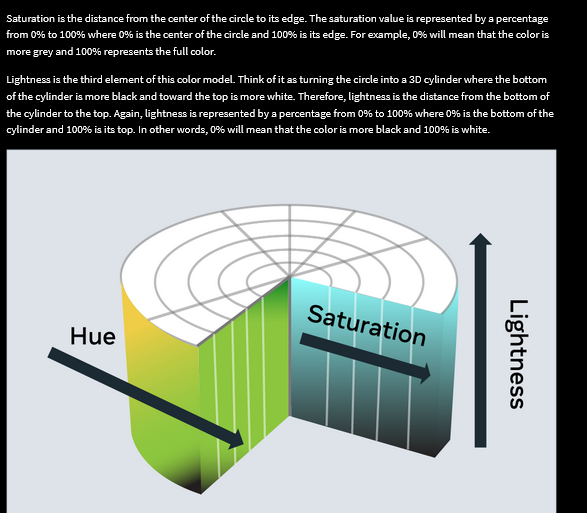 Saturation is the distance from the center of the circle to its edge. The saturation value is represented by a percentage
from 0% to 100% where 0% is the center of the circle and 100% is its edge. For example, 0% will mean that the color is
more grey and 100% represents the full color.
Lightness is the third element of this color model. Think of it as turning the circle into a 3D cylinder where the bottom
of the cylinder is more black and toward the top is more white. Therefore, lightness is the distance from the bottom of
the cylinder to the top. Again, lightness is represented by a percentage from 0% to 100% where 0% is the bottom of the
cylinder and 100% is its top. In other words, 0% will mean that the color is more black and 100% is white.
Hue
Saturation
Lightness